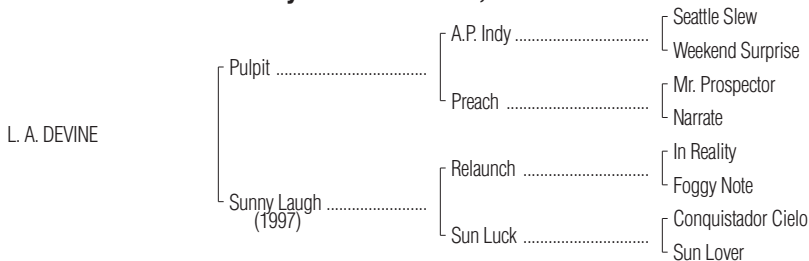 Seattle Slew
A.P. Indy ..................................
Weekend Surprise
Pulpit ......................................
Mr. Prospector
Preach ....................................
Narrate
L. A. DEVINE
In Reality
Relaunch ................................
Foggy Note
Sunny Laugh .........................
(1997)
Conquistador Cielo
Sun Luck ................................
Sun Lover